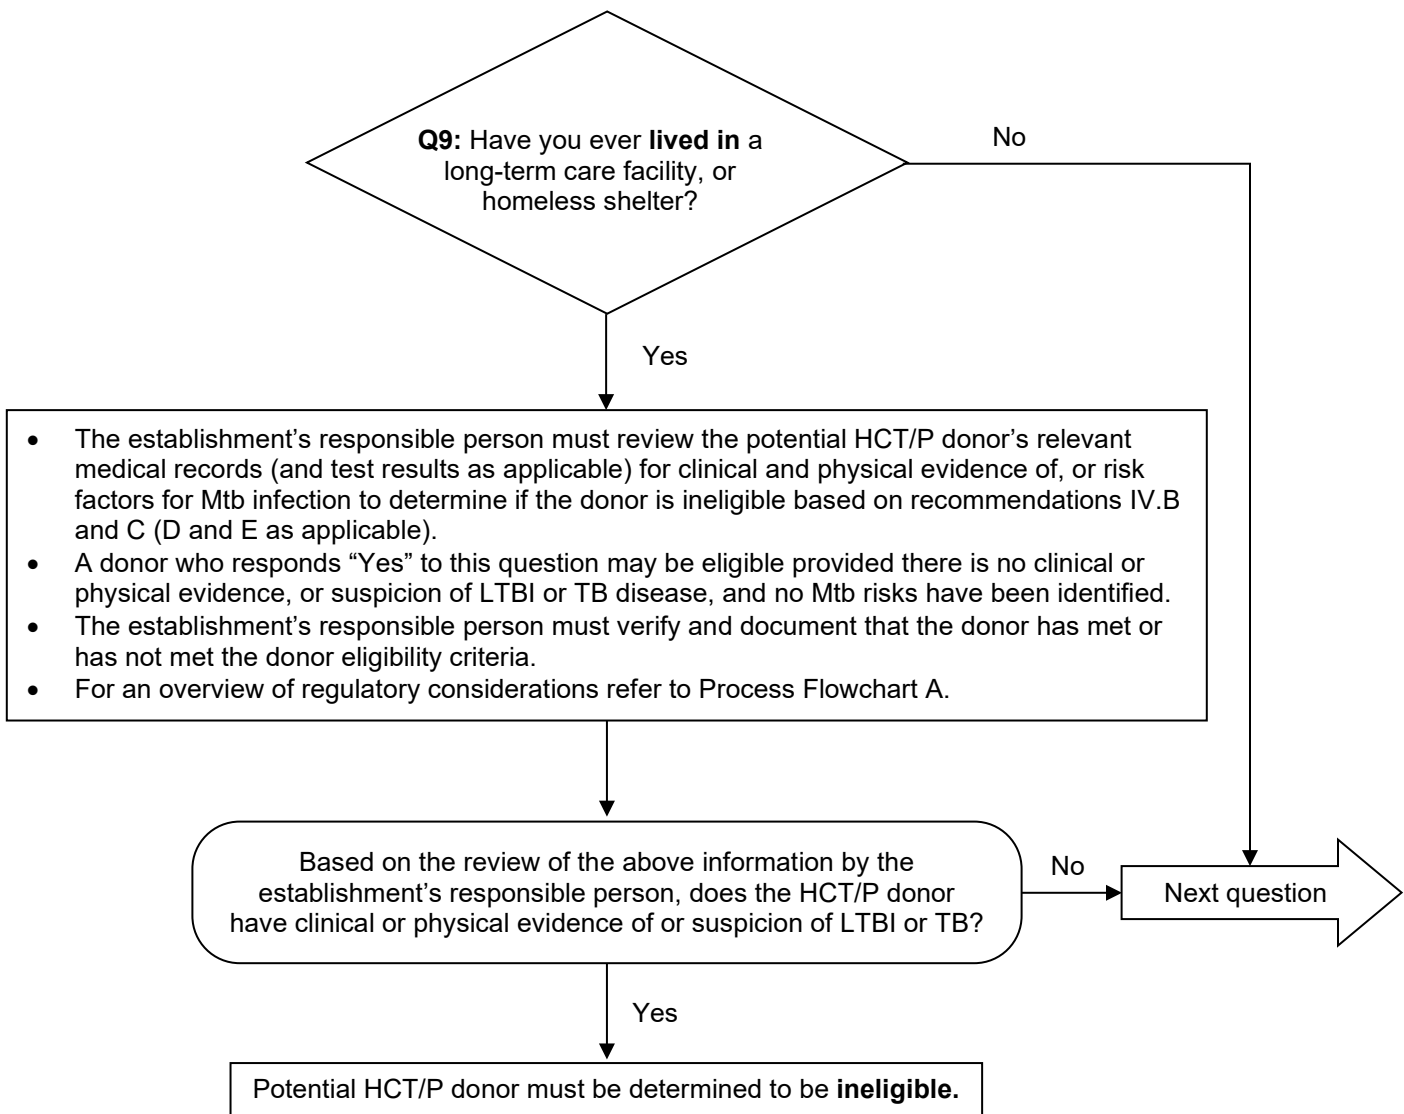 Q9: Have you ever lived in a
long-term care facility, or
homeless shelter?
No
Yes
• The establishment’s responsible person must review the potential HCT/P donor’s relevant
medical records (and test results as applicable) for clinical and physical evidence of, or risk
factors for Mtb infection to determine if the donor is ineligible based on recommendations IV.B
and C (D and E as applicable).
• A donor who responds “Yes” to this question may be eligible provided there is no clinical or
physical evidence, or suspicion of LTBI or TB disease, and no Mtb risks have been identified.
• The establishment’s responsible person must verify and document that the donor has met or
has not met the donor eligibility criteria.
• For an overview of regulatory considerations refer to Process Flowchart A.
Based on the review of the above information by the
establishment’s responsible person, does the HCT/P donor
have clinical or physical evidence of or suspicion of LTBI or TB?
No
Next question
Yes
Potential HCT/P donor must be determined to be ineligible.